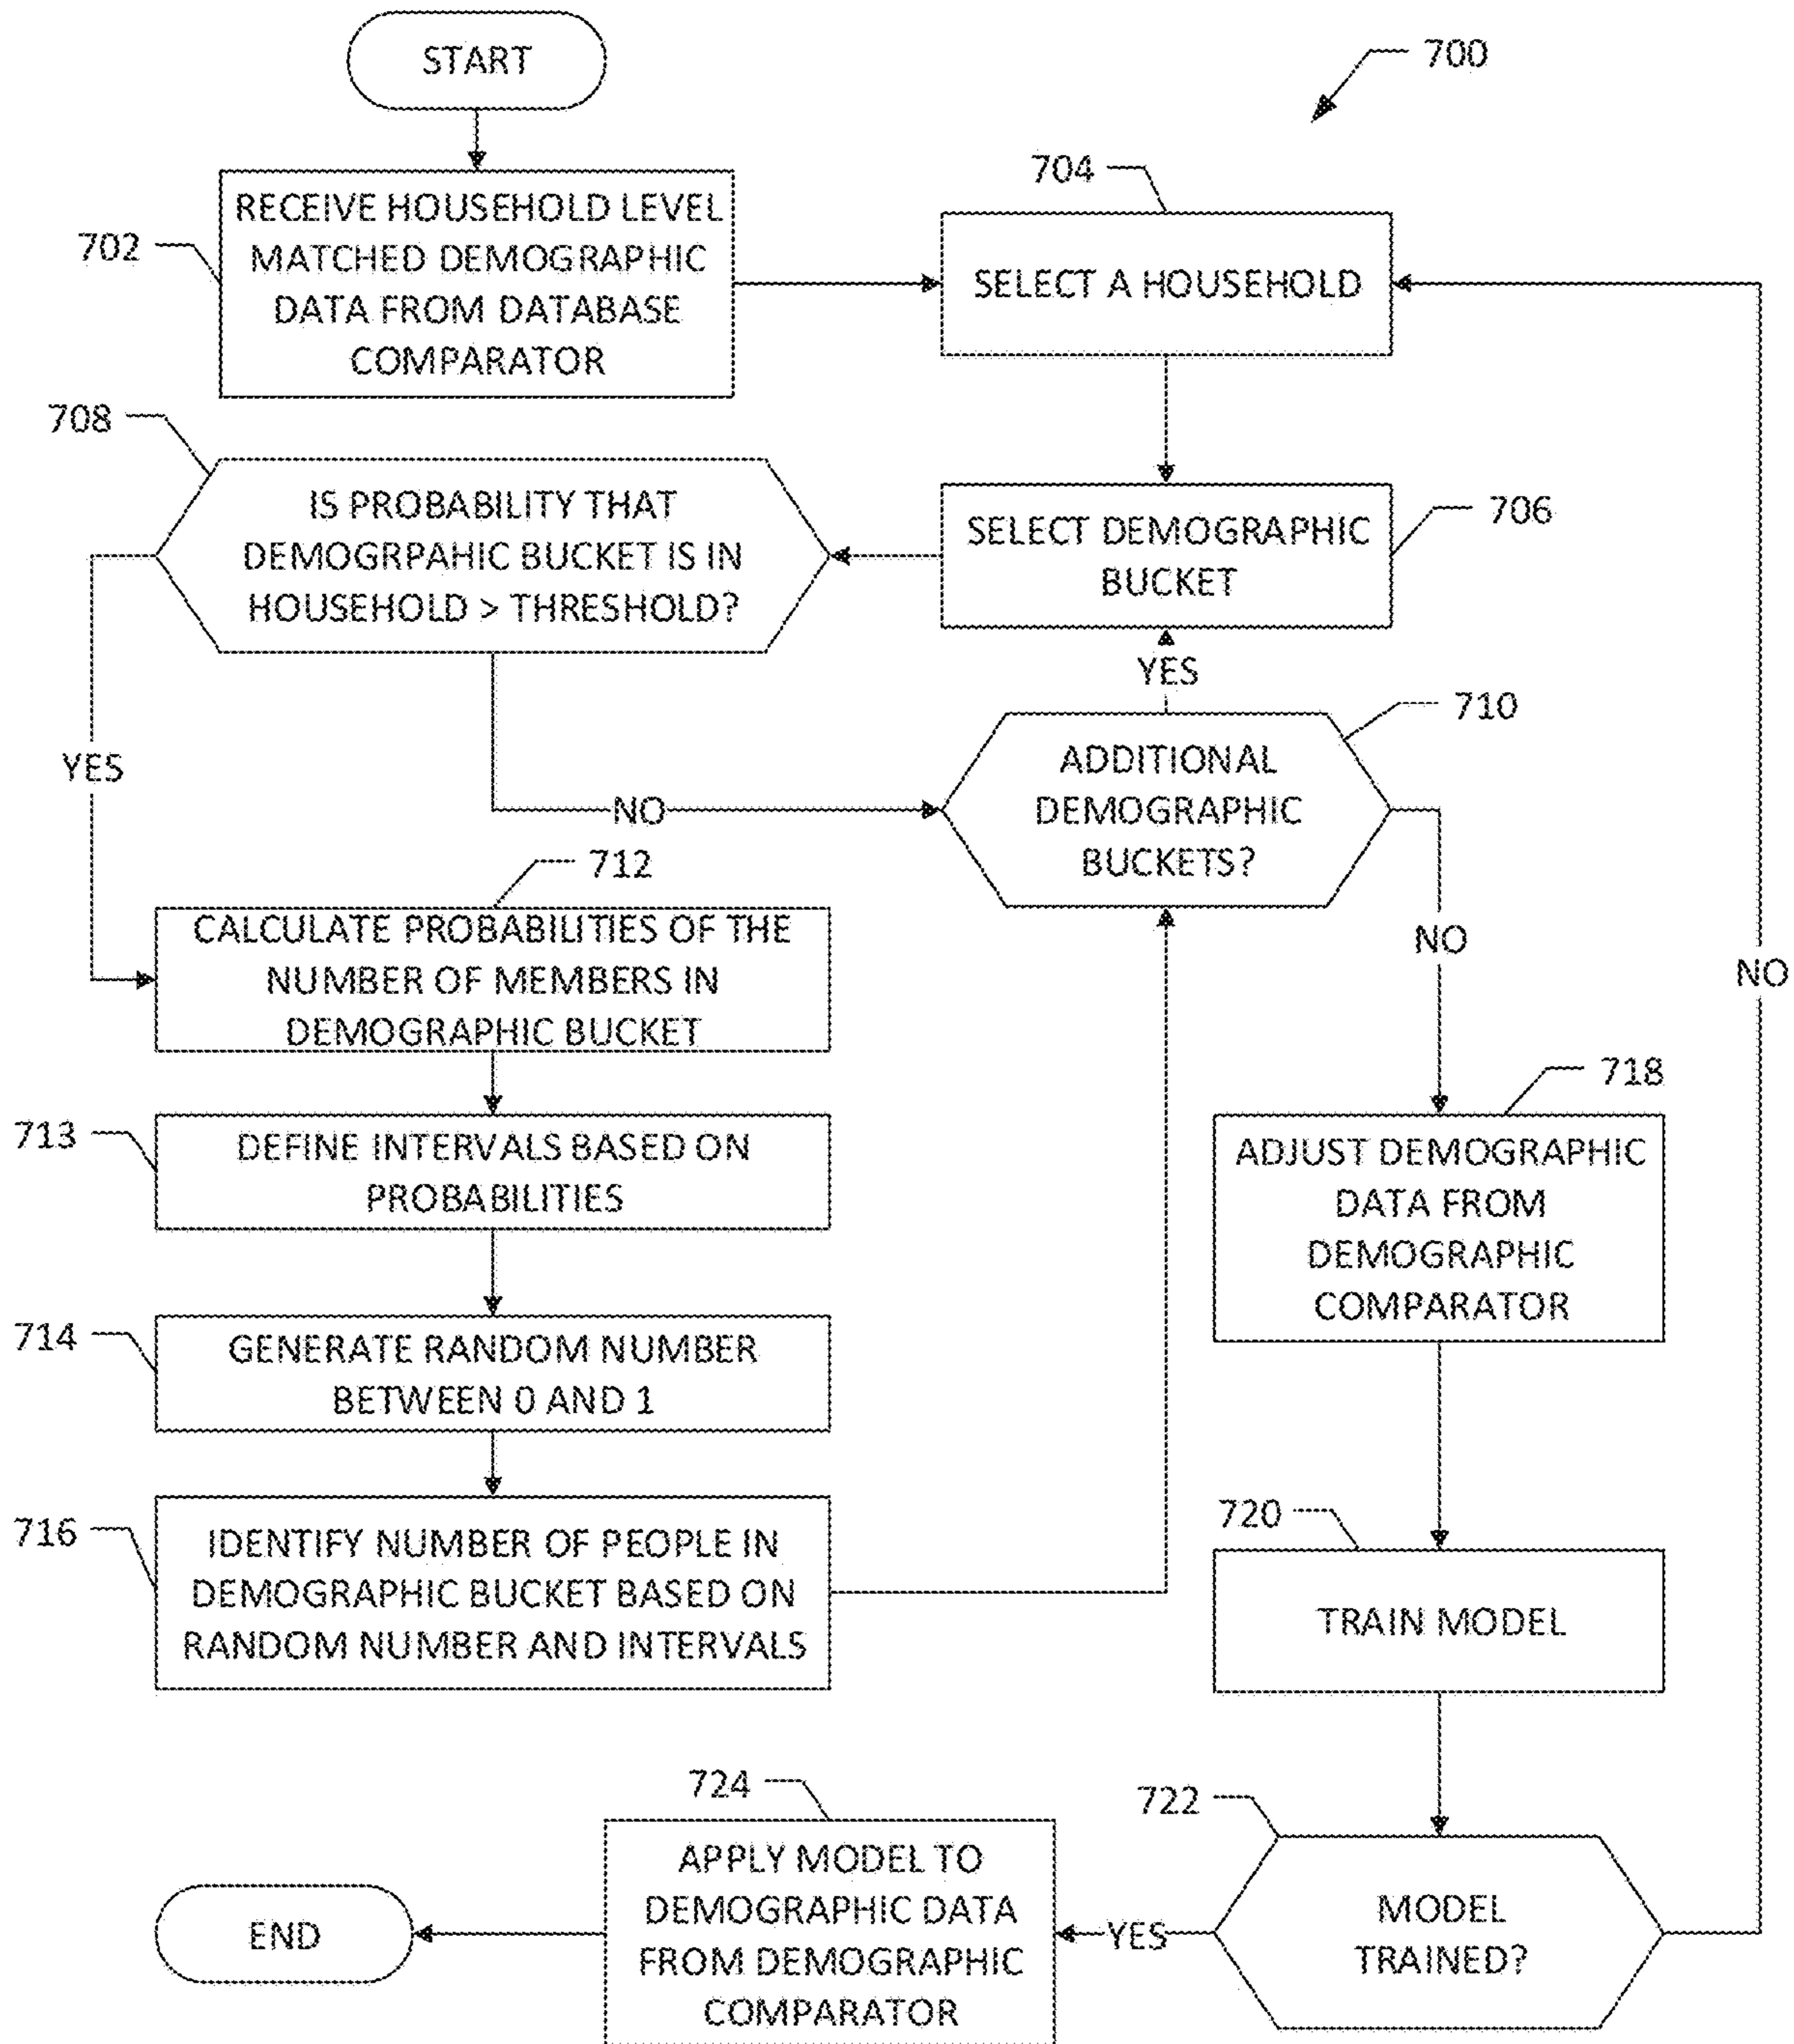 START
700
702
RECEIVE HOUSEHOLD LEVEL
MATCHED DEMOGRAPHIC
DATA FROM DATABASE
COMPARATOR
704
SELECT A HOUSEHOLD
708
IS PROBABILITY THAT
DEMOGRPAHIC BUCKET IS IN
HOUSEHOLD > THRESHOLD?
706
SELECT DEMOGRAPHIC
BUCKET
YES
710
ADDITIONAL
DEMOGRAPHIC
BUCKETS?
YES
NO
NO
NO
712
CALCULATE PROBABILITIES OF THE
NUMBER OF MEMBERS IN
DEMOGRAPHIC BUCKET
713
DEFINE INTERVALS BASED ON
PROBABILITIES
714
GENERATE RANDOM NUMBER
BETWEEN 0 AND 1
716
IDENTIFY NUMBER OF PEOPLE IN
DEMOGRAPHIC BUCKET BASED ON
RANDOM NUMBER AND INTERVALS
718
ADJUST DEMOGRAPHIC
DATA FROM
DEMOGRAPHIC
COMPARATOR
720
TRAIN MODEL
722
MODEL
TRAINED?
YES
724
APPLY MODEL TO
DEMOGRAPHIC DATA
FROM DEMOGRAPHIC
COMPARATOR
END